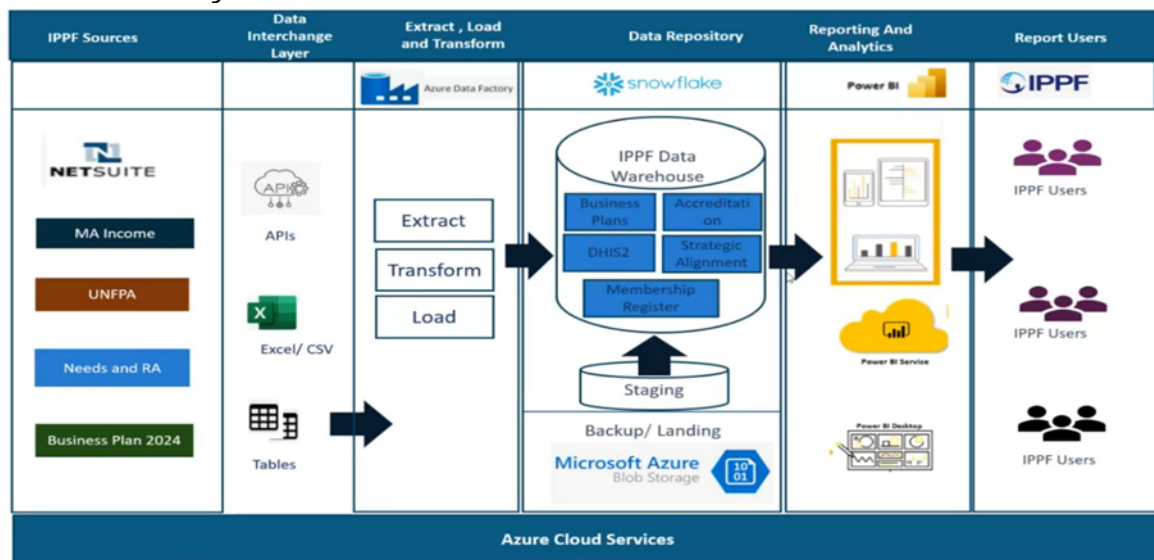 IPPF Sources
Data
Interchange
Layer
Extract , Load
and Transform
Data Repository
Reporting And
Analytics
Report Users
Azure Data Factory
snowflake
Power BI
IPPF
N
NETSUITE
MA Income
UNFPA
Needs and RA
Business Plan 2024
API
APIs
X
Excel/ CSV
Tables
Extract
Transform
Load
IPPF Data
Warehouse
Business
Plans
Accreditati
on
DHIS2
Strategic
Alignment
Membership
Register
Staging
Backup/ Landing
Microsoft Azure
Blob Storage
10
01
Power BI Service
Power BI Desktop
IPPF Users
IPPF Users
IPPF Users
Azure Cloud Services